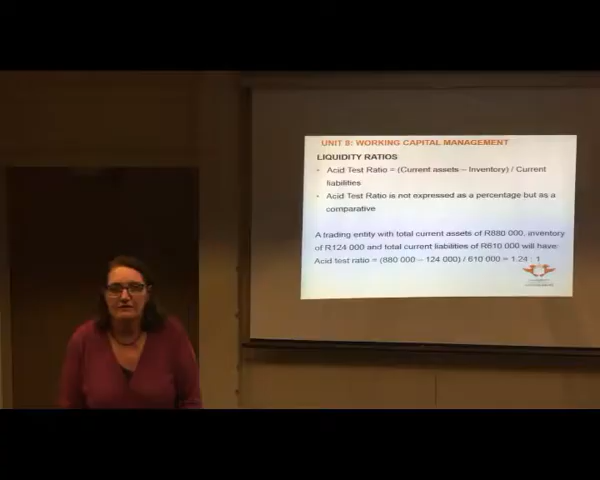 UNIT 8: WORKING CAPITAL MANAGEMENT
LIQUIDITY RATIOS
• Acid Test Ratio = (Current assets – Inventory) / Current
liabilities
• Acid Test Ratio is not expressed as a percentage but as a
comparative
A trading entity with total current assets of R880 000, inventory
of R124 000 and total current liabilities of R610 000 will have:
Acid test ratio = (880 000 – 124 000) / 610 000 = 1.24 : 1